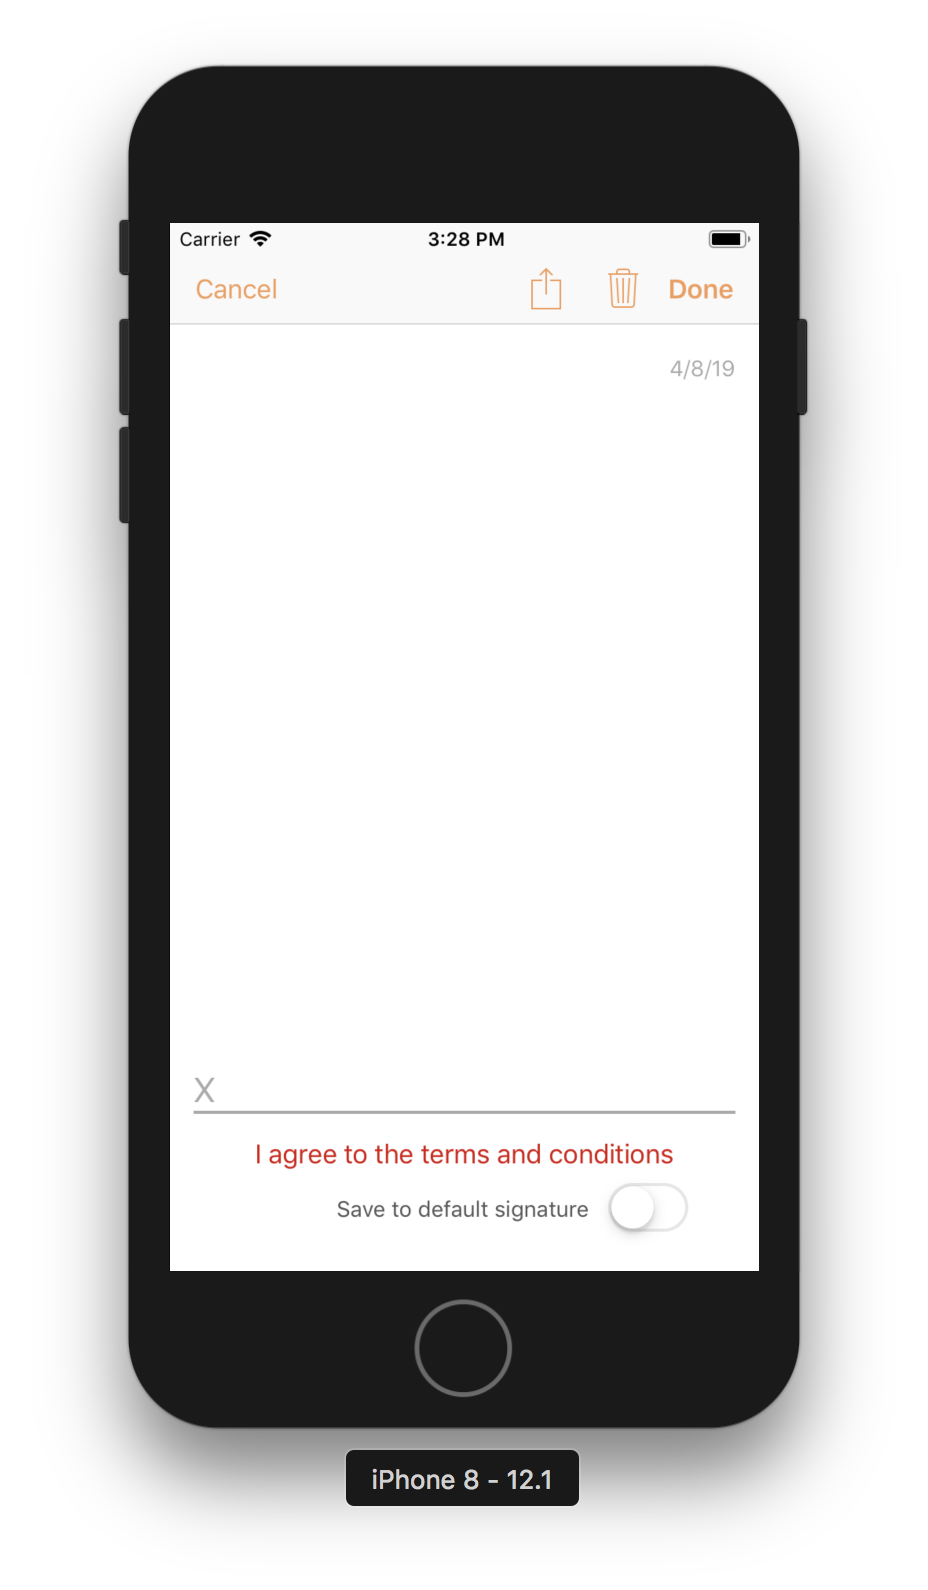 Carrier 3:28 PM
Cancel Done
4/8/19
X
I agree to the terms and conditions
Save to default signature
iPhone 8 - 12.1